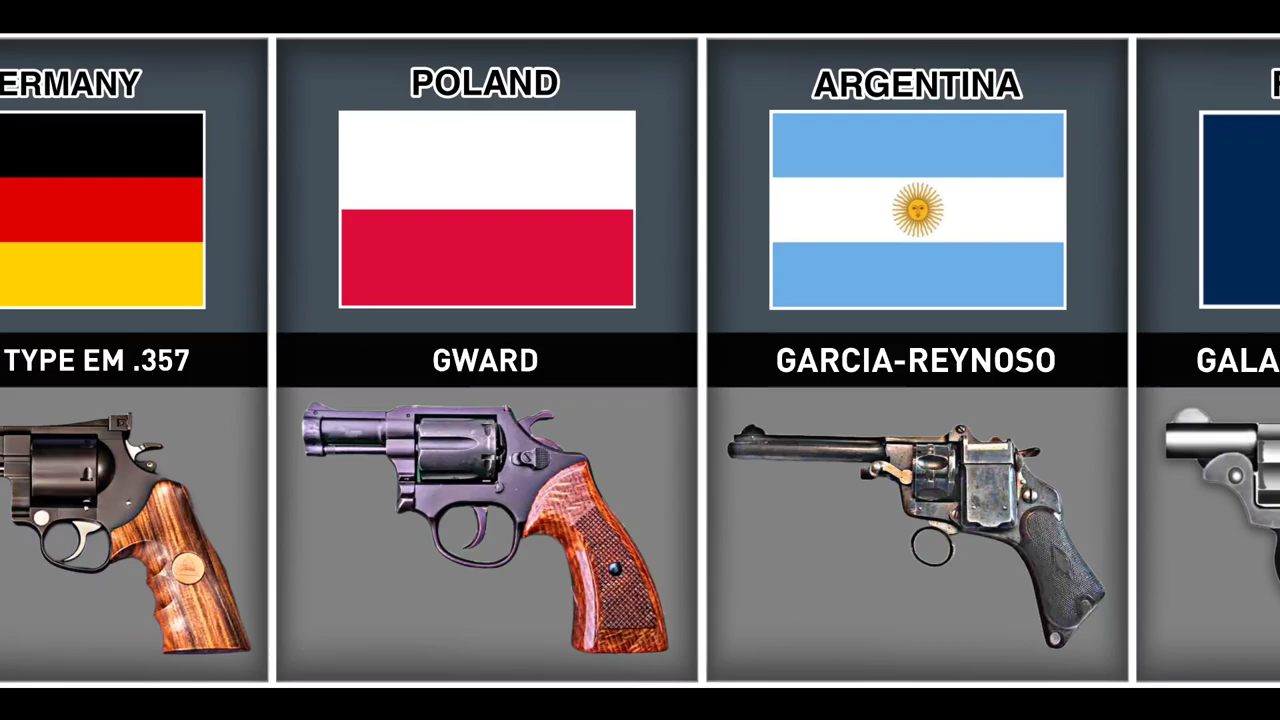 ERMANY
POLAND
ARGENTINA
TYPE EM .357
GWARD
GARCIA-REYNOSO
GALA